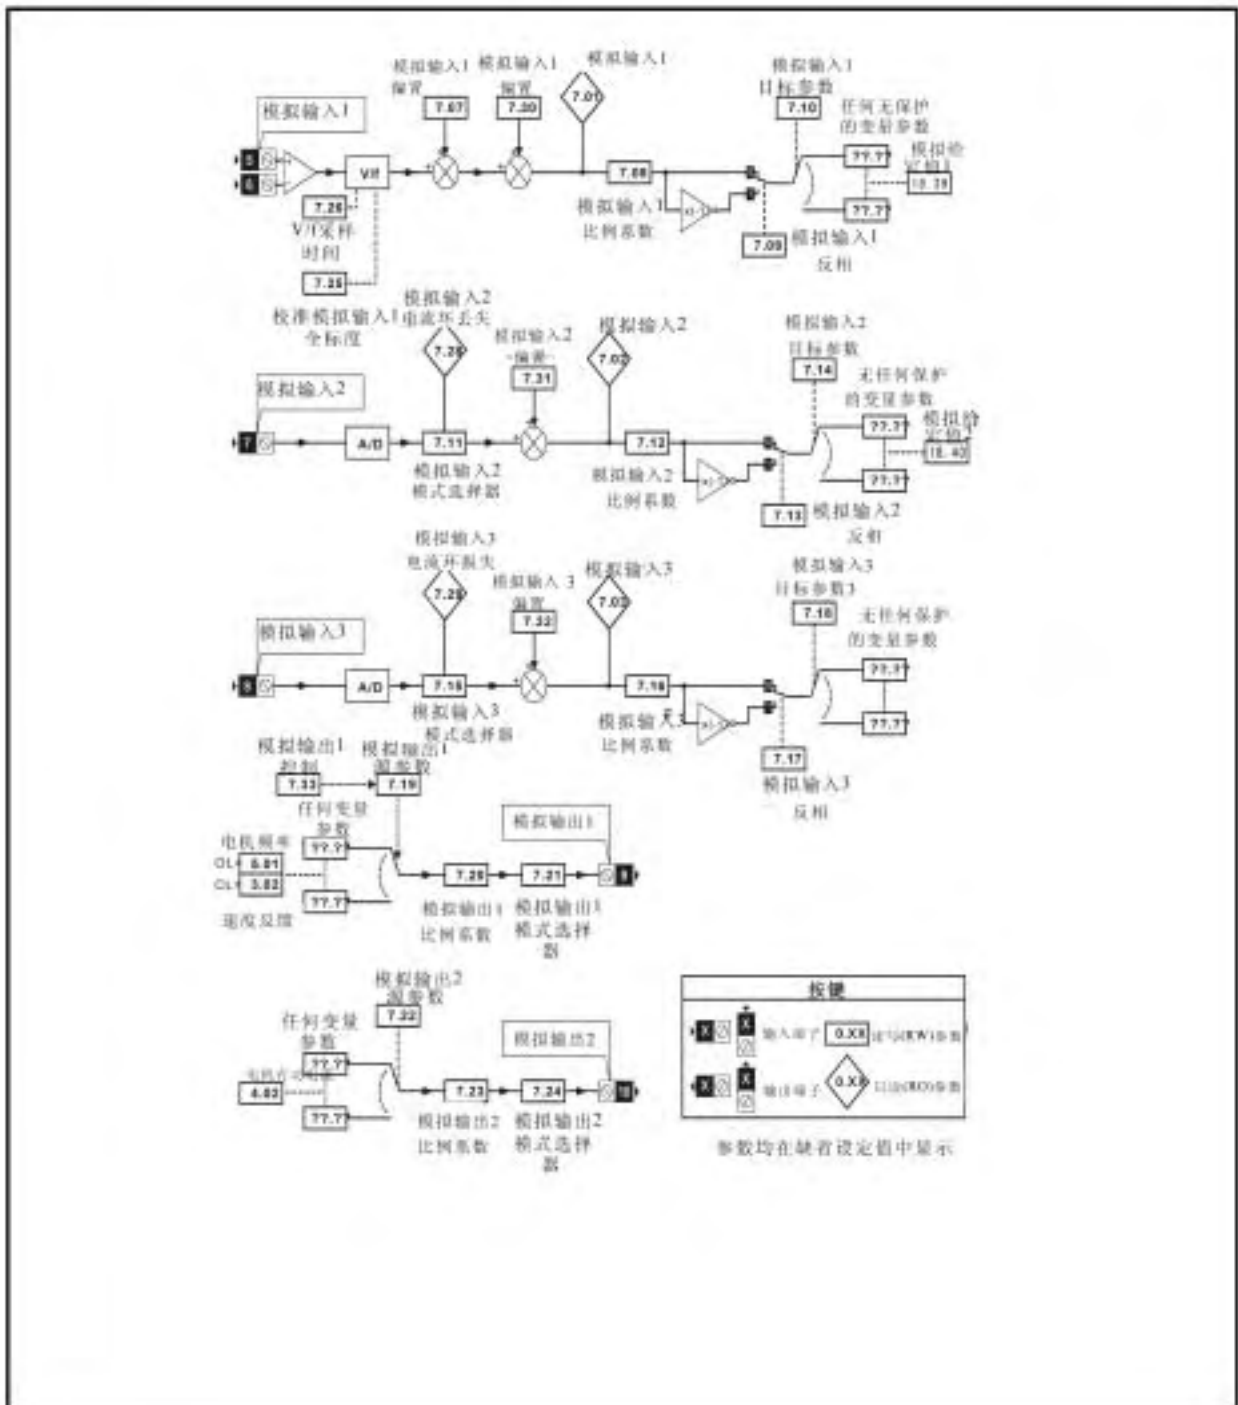 模拟输入1
模拟输入1
模拟输入1
模拟输入1
偏置
偏置
目标参数
7.07
7.30
7.01
7.10
任何无保护
的变量参数
模拟输入1
5
6
V/f
7.08
??.??
??.??
7.26
V/f采样
时间
模拟输入1
比例系数
7.09
模拟输入1
反相
7.25
校准模拟输入1
全标度
模拟输入2
电流环丢失
7.28
模拟输入2
7.31
模拟输入2
7.02
模拟输入2
目标参数
7.14
无任何保护
的变量参数
模拟输入2
7
A/D
7.11
7.12
??.??
??.??
18.40
模拟输入2
模式选择器
模拟输入2
比例系数
7.13
模拟输入2
反相
模拟输入3
电流环损失
7.29
模拟输入 3
偏置
7.32
模拟输入3
7.03
模拟输入3
目标参数3
7.18
无任何保护
的变量参数
模拟输入3
8
A/D
7.15
7.16
??.??
??.??
模拟输入3
模式选择器
模拟输入3
比例系数
7.17
模拟输入3
反相
模拟输出1
控制
7.33
模拟输出1
源参数
7.19
任何变量
参数
电机频率
OL
5.01
CL
3.02
速度反馈
??.?
??.?
7.20
7.21
模拟输出1
9
模拟输出1
比例系数
模拟输出1
模式选择
器
模拟输出2
源参数
7.22
任何变量
参数
4.02
??.?
??.?
7.23
7.24
模拟输出2
10
模拟输出2
比例系数
模拟输出2
模式选择
器
按键
X
X
输入端子
0.XX
读写(RW)参数
X
X
输出端子
0.XX
只读(RO)参数
参数均在缺省设定值中显示